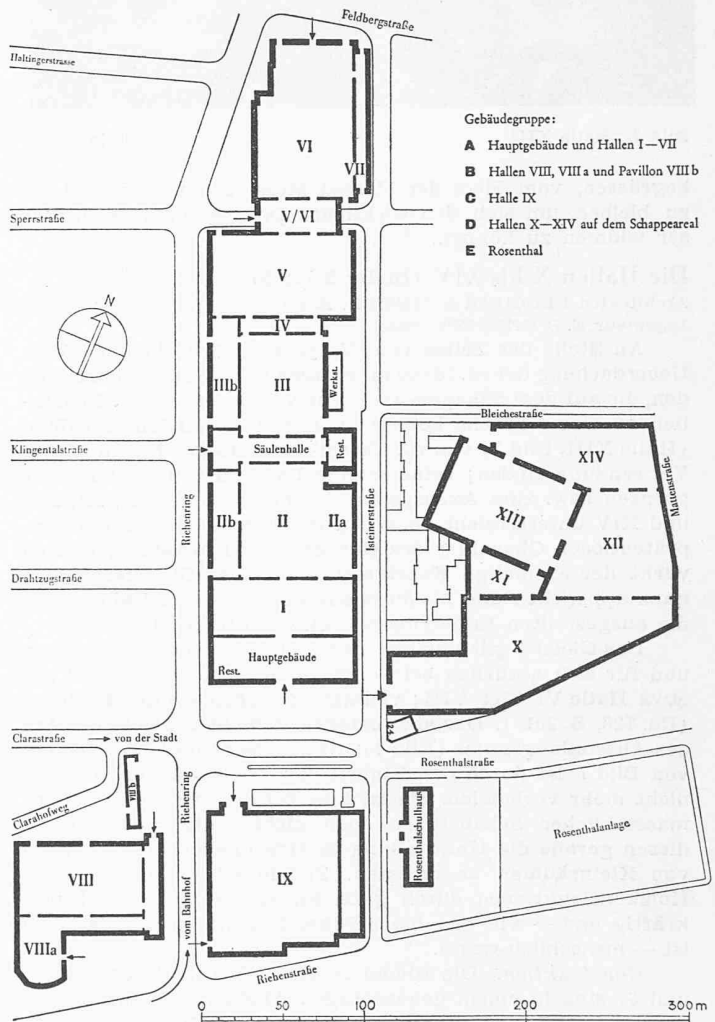 Feldbergstraße
Haltingerstrasse
Gebäudegruppe:
A Hauptgebäude und Hallen I—VII
B Hallen VIII, VIIIa und Pavillon VIIIb
C Halle IX
D Hallen X—XIV auf dem Schappeareal
E Rosenthal
VI
VII
Sperrstraße
V/VI
V
N
IV
IIIb
III
Werkst.
Bleichestraße
Klingentalstraße
Säulenhalle
Rest.
XIV
Mattenstraße
XIII
XII
Riehenring
IIb
II
IIa
Isteinerstraße
XI
Drahtzugstraße
I
X
Hauptgebäude
Rest.
Clarastraße
von der Stadt
Rosenthalstraße
VIIIb
Clarahofweg
Riehenring
Rosenthalschulhaus
Rosenthalanlage
VIII
IX
VIIIa
vom Bahnhof
Riehenstraße
0 50 100 200 300 m